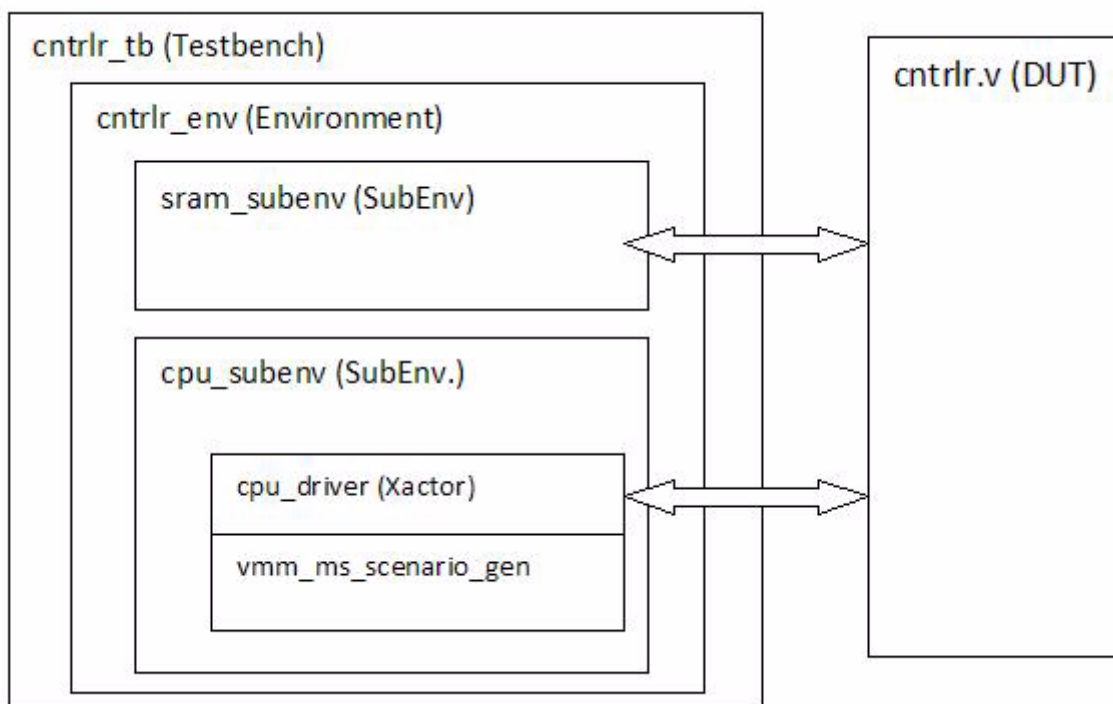 cntrlr_tb (Testbench)
cntrlr_env (Environment)
sram_subenv (SubEnv)
cpu_subenv (SubEnv.)
cpu_driver (Xactor)
vmm_ms_scenario_gen
cntrlr.v (DUT)